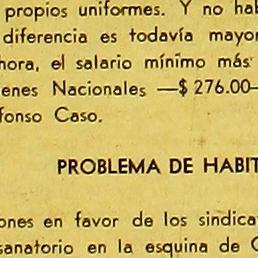 propios uniformes. Y no hab
diferencia es todavía mayor
hora, el salario mínimo más
enes Nacionales —$ 276.00—
fonso Caso.
PROBLEMA DE HABIT
ones en favor de los sindica
sanatorio en la esquina de